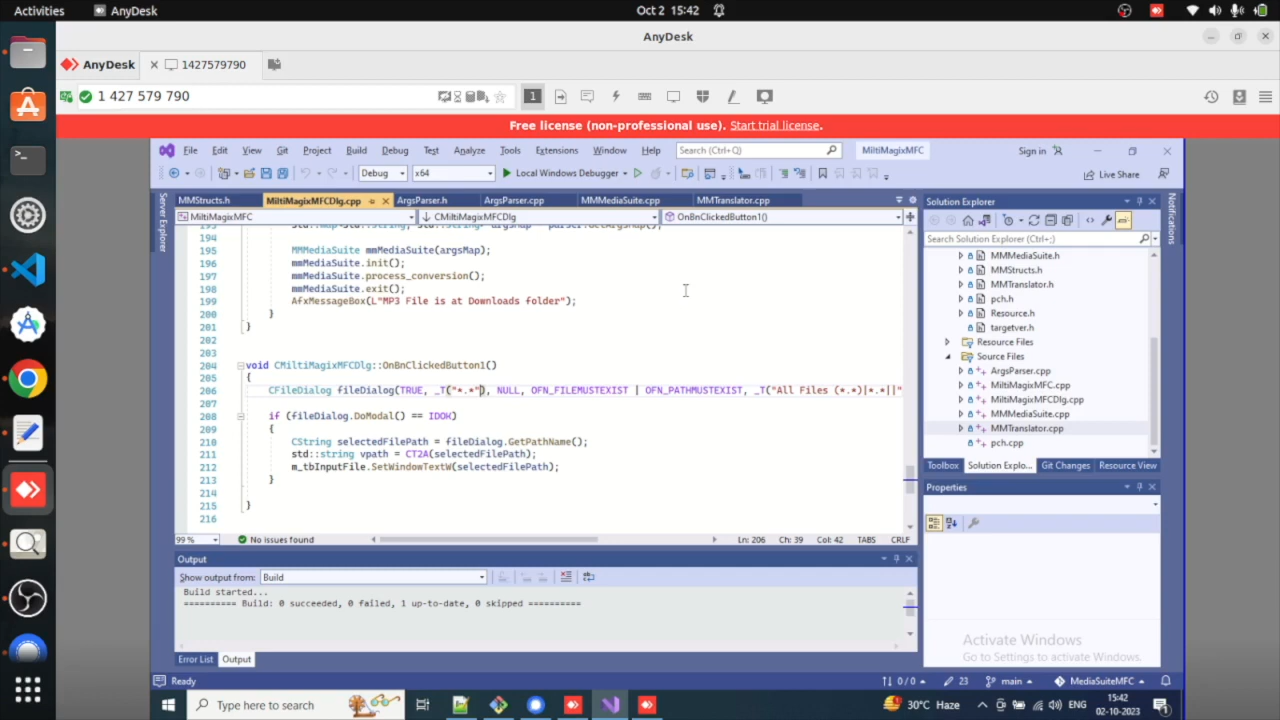 Activities AnyDesk Oct 2 15:42
AnyDesk
AnyDesk 1427579790
1 427 579 790 1
Free license (non-professional use). Start trial license.
File Edit View Git Project Build Debug Test Analyze Tools Extensions Window Help Search (Ctrl+Q) MiltiMagixMFC Sign in
Debug x64 Local Windows Debugger Live Share
Server Explorer
MMStructs.h MiltiMagixMFCDlg.cpp ArgsParser.h ArgsParser.cpp MMMediaSuite.cpp MMTranslator.cpp
MiltiMagixMFC CMiltiMagixMFCDlg OnBnClickedButton1()
194
195 MMMediaSuite mmMediaSuite(argsMap);
196 mmMediaSuite.init();
197 mmMediaSuite.process_conversion();
198 mmMediaSuite.exit();
199 AfxMessageBox(L"MP3 File is at Downloads folder");
200 }
201 }
202
203
204 void CMiltiMagixMFCDlg::OnBnClickedButton1()
205 {
206 CFileDialog fileDialog(TRUE, _T("*.*"), NULL, OFN_FILEMUSTEXIST | OFN_PATHMUSTEXIST, _T("All Files (*.*)|*.*||"
207
208 if (fileDialog.DoModal() == IDOK)
209 {
210 CString selectedFilePath = fileDialog.GetPathName();
211 std::string vpath = CT2A(selectedFilePath);
212 m_tbInputFile.SetWindowTextW(selectedFilePath);
213 }
214
215 }
216
99 % No issues found Ln: 206 Ch: 39 Col: 42 TABS CRLF
Output
Show output from: Build
Build started...
========== Build: 0 succeeded, 0 failed, 1 up-to-date, 0 skipped ==========
Error List Output
Solution Explorer
Search Solution Explorer (Ctrl+;)
MMMediaSuite.h
MMStructs.h
MMTranslator.h
pch.h
Resource.h
targetver.h
Resource Files
Source Files
ArgsParser.cpp
MiltiMagixMFC.cpp
MiltiMagixMFCDlg.cpp
MMMediaSuite.cpp
MMTranslator.cpp
pch.cpp
Toolbox Solution Explo... Git Changes Resource View
Properties
Notifications
Activate Windows
Go to Settings to activate Windows.
Ready 0 / 0 23 main MediaSuiteMFC
Type here to search 30°C Haze ENG 15:42
02-10-2023 1